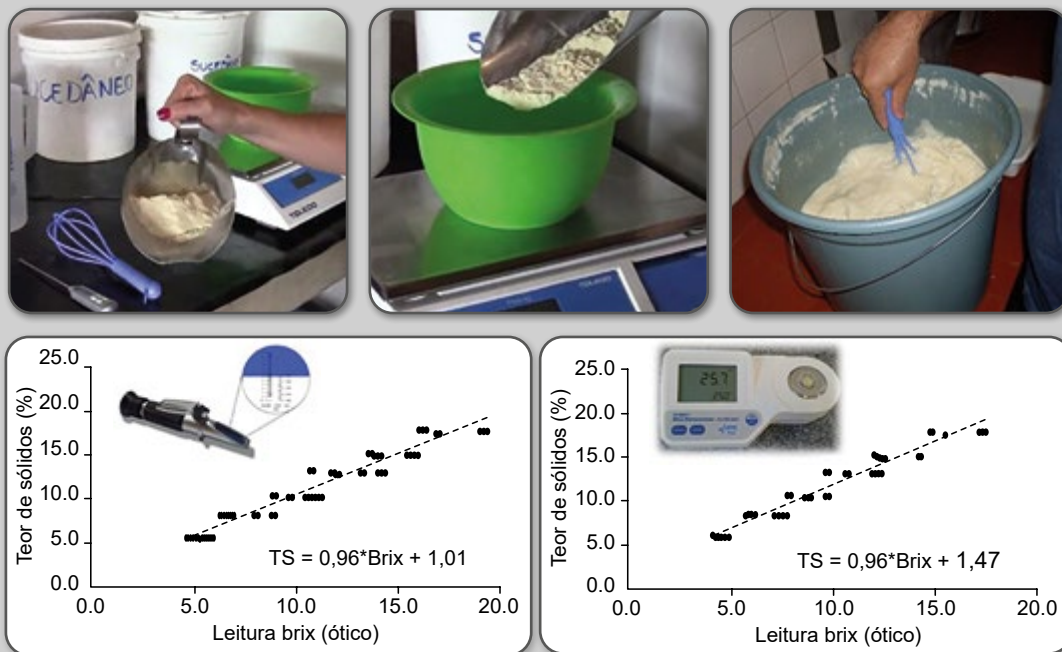 CEDÂNEO
SUCEDÂ
TOLEDO
S
25.0
20.0
15.0
10.0
5.0
0.0
Teor de sólidos (%)
TS = 0,96*Brix + 1,01
0.0 5.0 10.0 15.0 20.0
Leitura brix (ótico)
25.0
20.0
15.0
10.0
5.0
0.0
Teor de sólidos (%)
25.7
TS = 0,96*Brix + 1,47
0.0 5.0 10.0 15.0 20.0
Leitura brix (ótico)